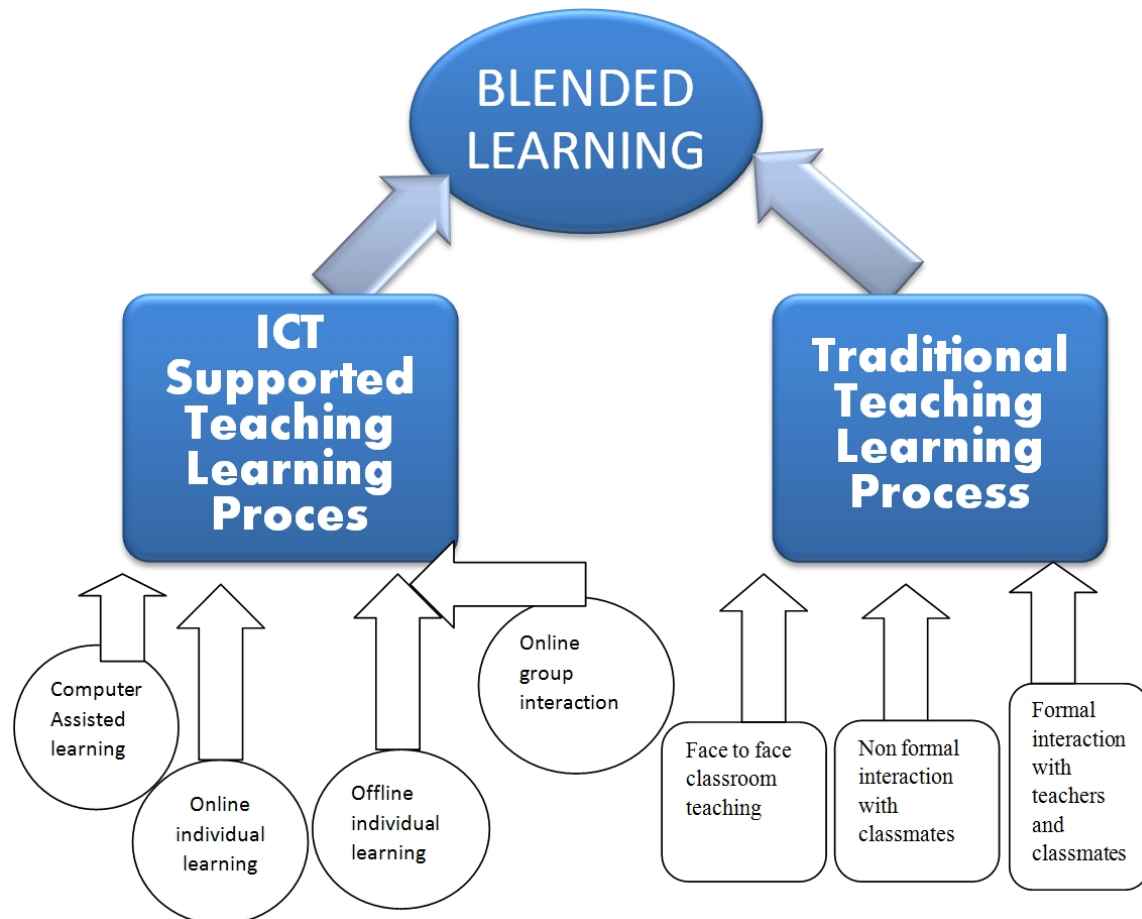 BLENDED
LEARNING
ICT
Supported
Teaching
Learning
Proces
Traditional
Teaching
Learning
Process
Computer
Assisted
learning
Online
individual
learning
Offline
individual
learning
Online
group
interaction
Face to face
classroom
teaching
Non formal
interaction
with
classmates
Formal
interaction
with
teachers
and
classmates